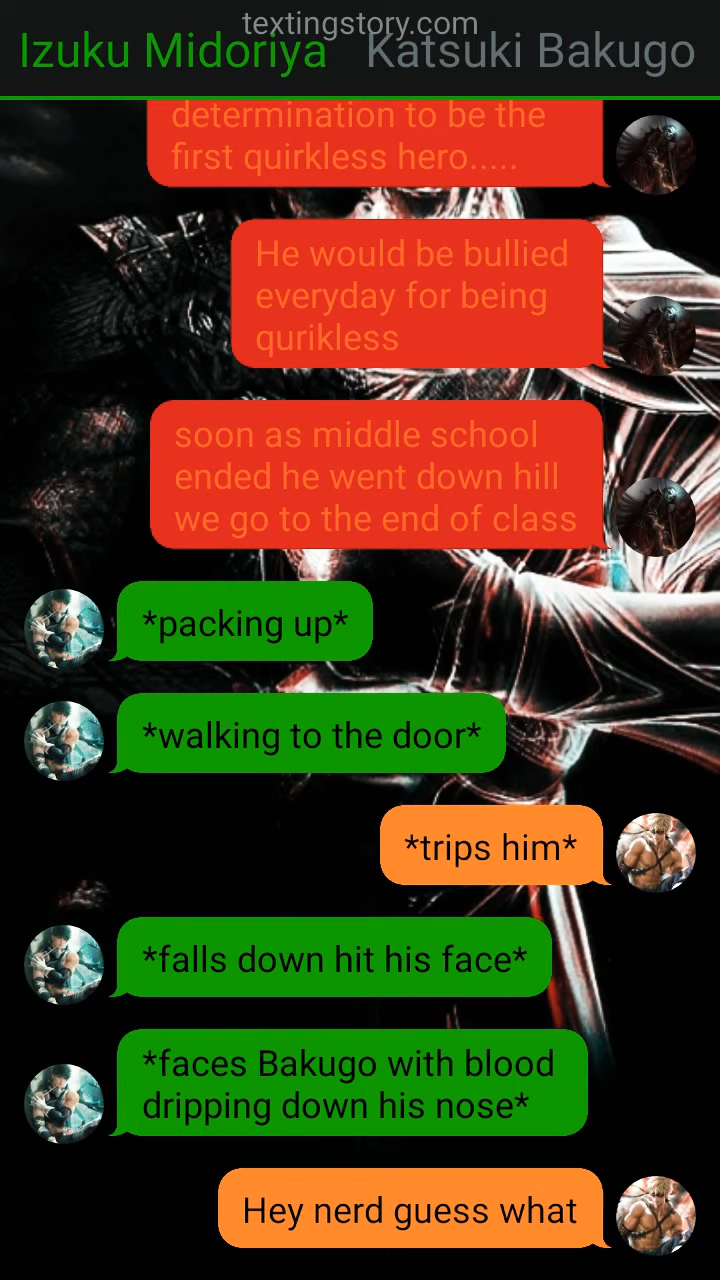 textingstory.com
Izuku Midoriya Katsuki Bakugo
determination to be the
first quirkless hero.....
He would be bullied
everyday for being
qurikless
soon as middle school
ended he went down hill
we go to the end of class
*packing up*
*walking to the door*
*trips him*
*falls down hit his face*
*faces Bakugo with blood
dripping down his nose*
Hey nerd guess what